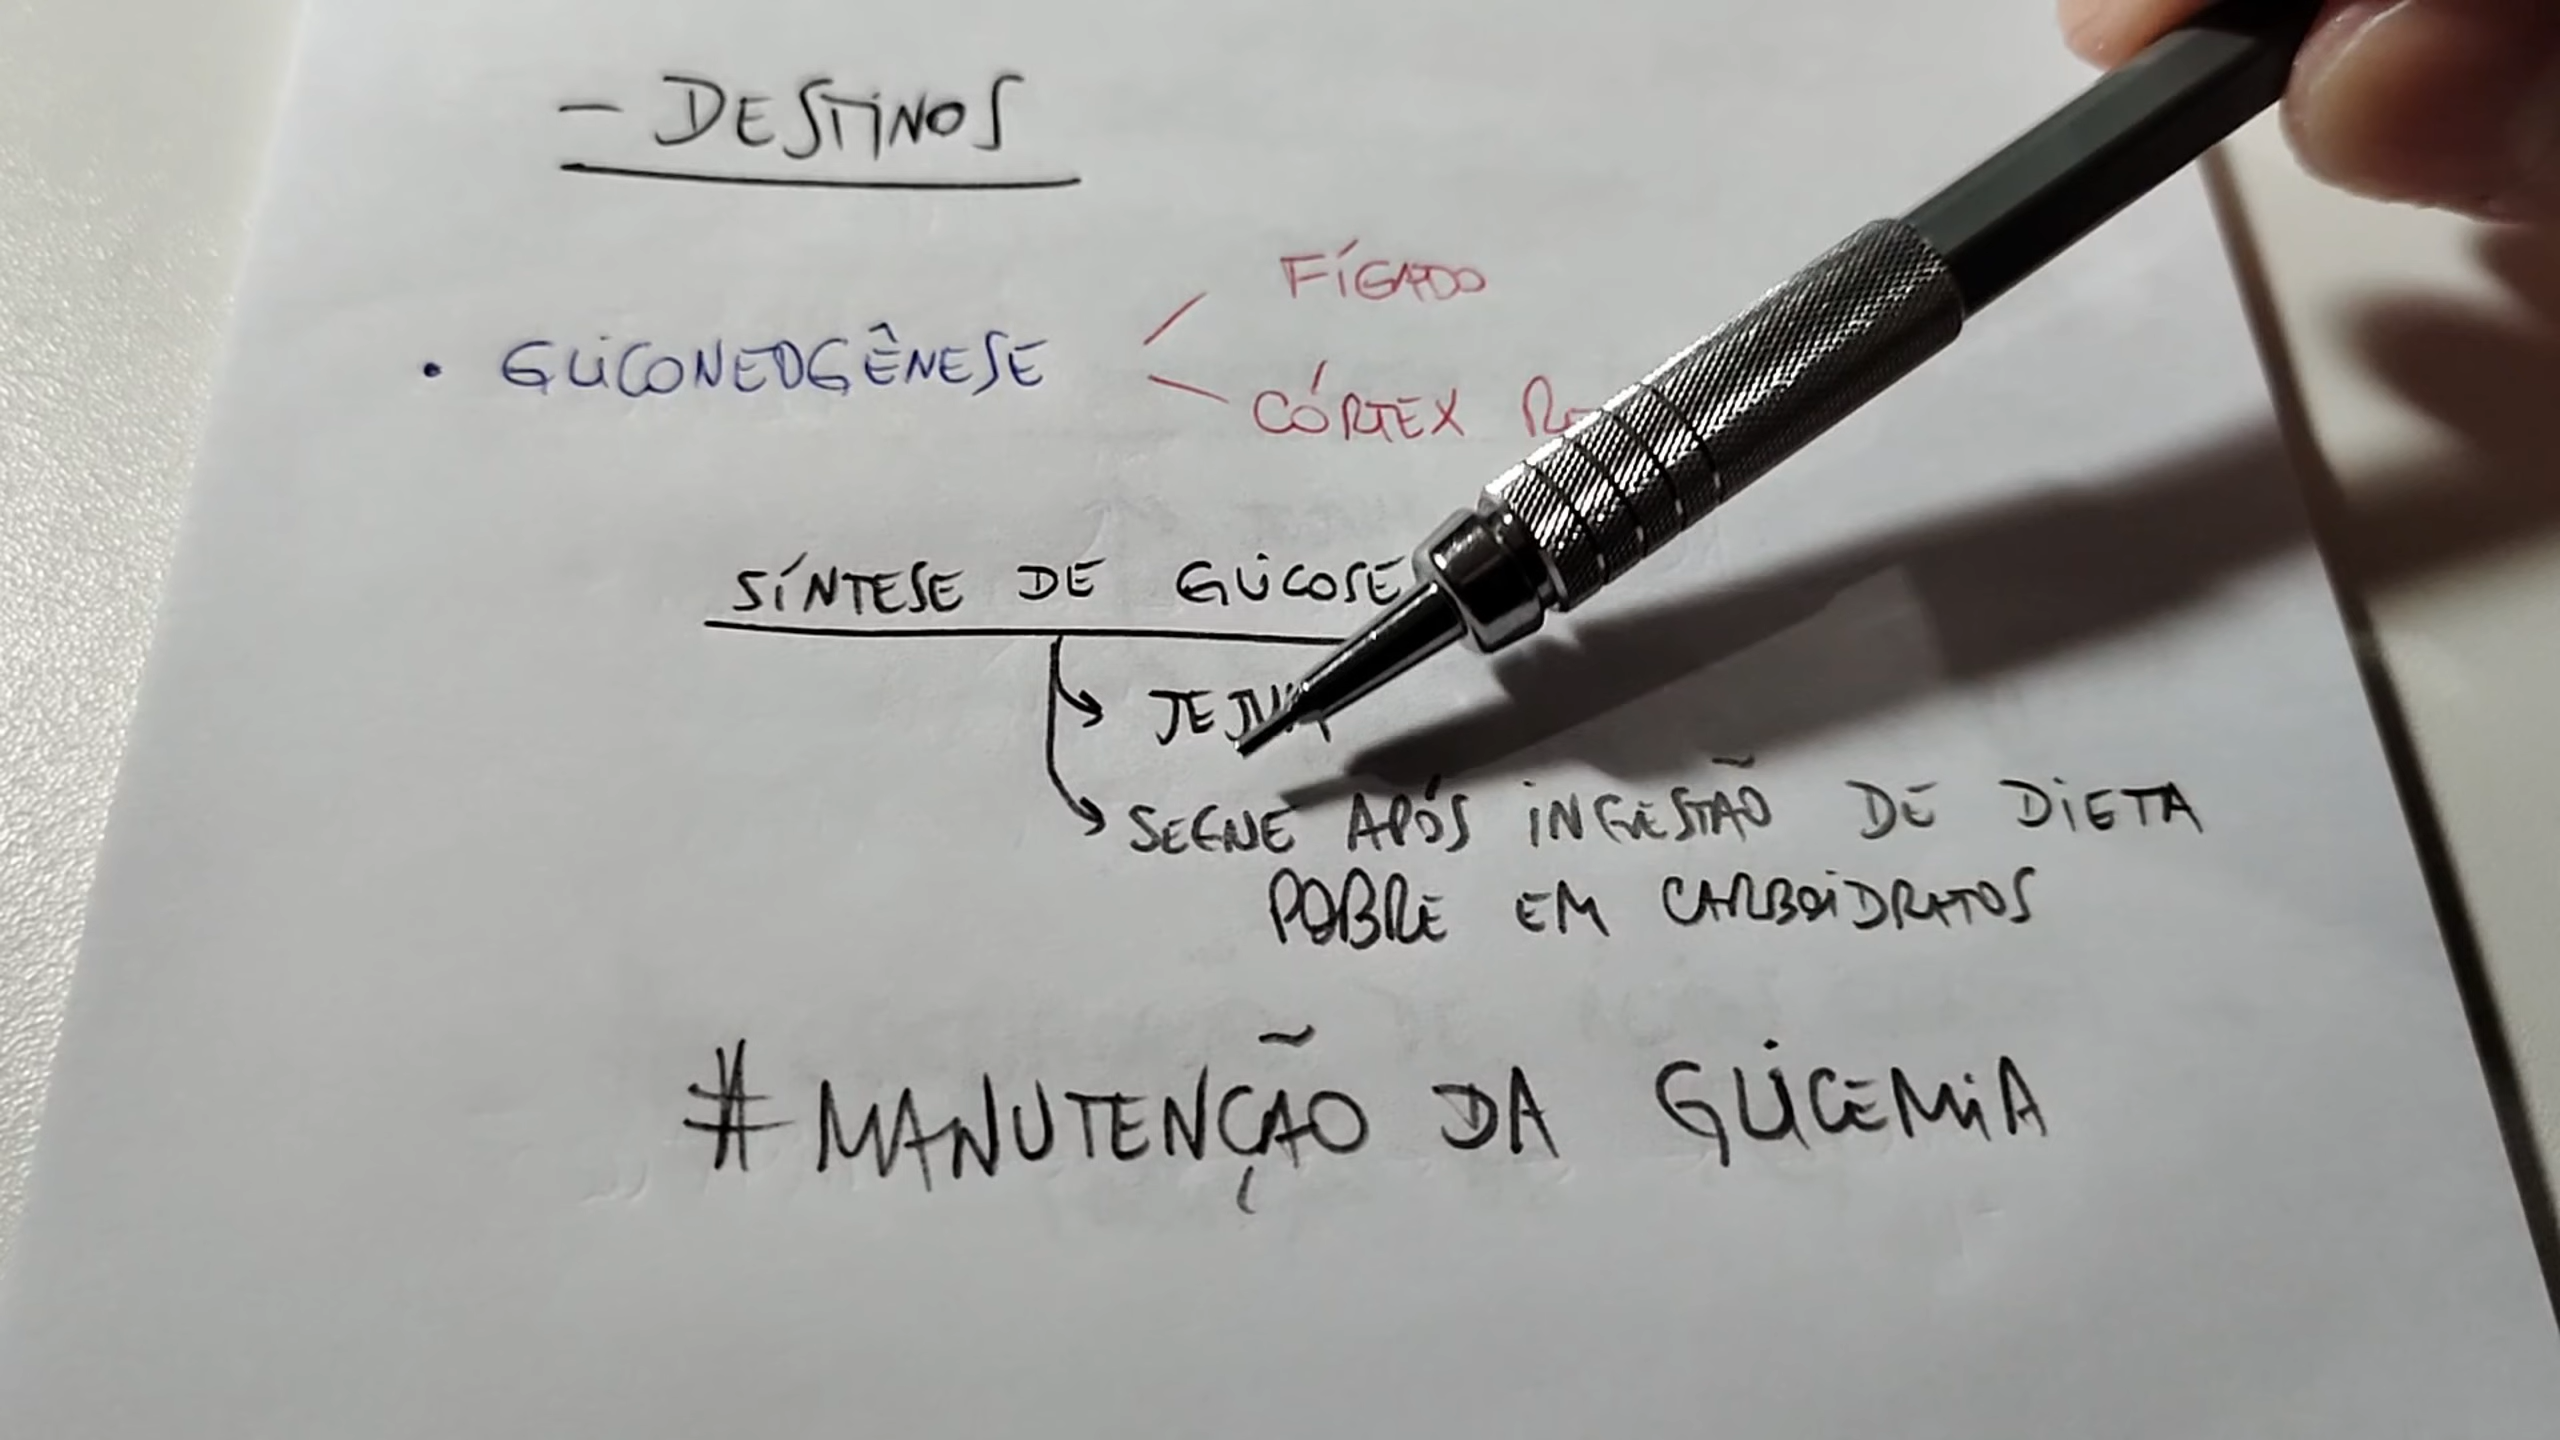 - DESTINOS
• GLICONEOGÊNESE
FÍGADO
CÓRTEX
SÍNTESE DE GLICOSE
SEGUE APÓS INGESTÃO DE DIETA
POBRE EM CARBOIDRATOS
# MANUTENÇÃO DA GLICEMIA